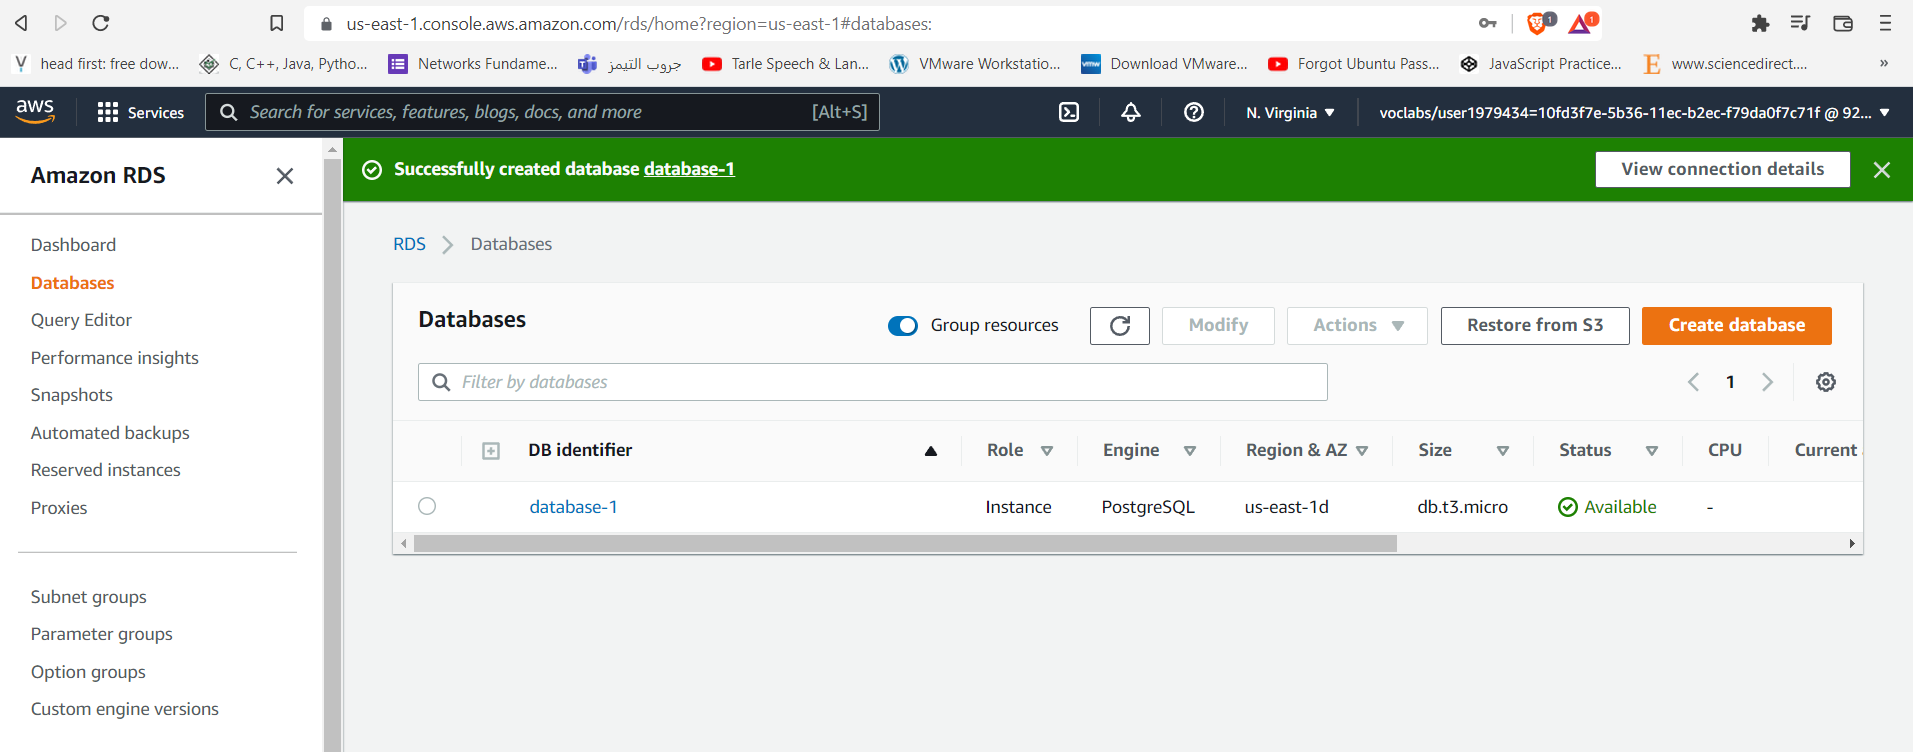 us-east-1.console.aws.amazon.com/rds/home?region=us-east-1#databases:
1
1
head first: free dow...
C, C++, Java, Pytho...
Networks Fundame...
جروب التيمز
Tarle Speech & Lan...
VMware Workstatio...
Download VMware...
Forgot Ubuntu Pass...
JavaScript Practice...
www.sciencedirect....
»
aws
Services
Search for services, features, blogs, docs, and more
[Alt+S]
N. Virginia
voclabs/user1979434=10fd3f7e-5b36-11ec-b2ec-f79da0f7c71f @ 92...
Amazon RDS
Dashboard
Databases
Query Editor
Performance insights
Snapshots
Automated backups
Reserved instances
Proxies
Subnet groups
Parameter groups
Option groups
Custom engine versions
Successfully created database database-1
View connection details
RDS
Databases
Databases
Group resources
Modify
Actions
Restore from S3
Create database
Filter by databases
1
DB identifier
Role
Engine
Region & AZ
Size
Status
CPU
Current
database-1
Instance
PostgreSQL
us-east-1d
db.t3.micro
Available
-